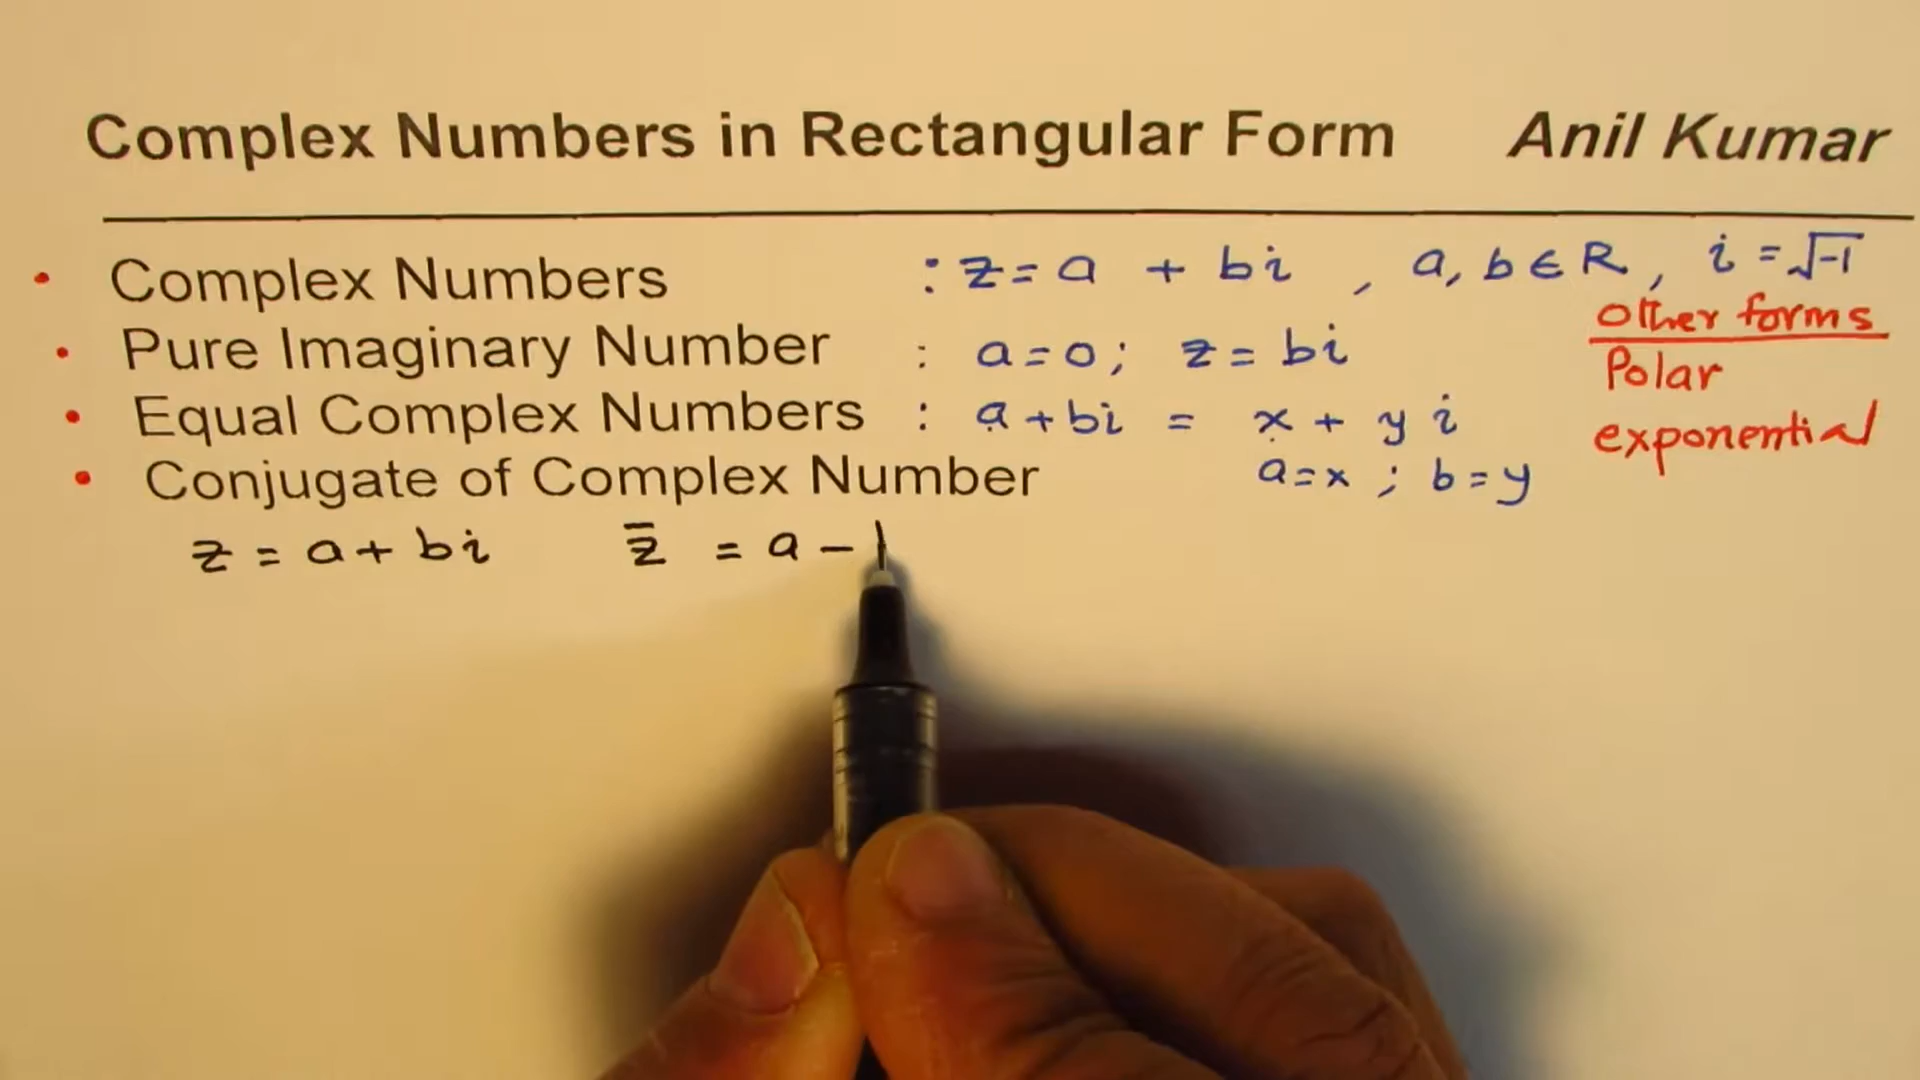 Complex Numbers in Rectangular Form Anil Kumar
• Complex Numbers : z = a + bi , a, b ∈ R , i = √-1
Other forms
• Pure Imaginary Number : a = 0 ; z = bi
Polar
• Equal Complex Numbers : a + bi = x + y i
exponential
• Conjugate of Complex Number a = x ; b = y
z = a + bi z̅ = a −